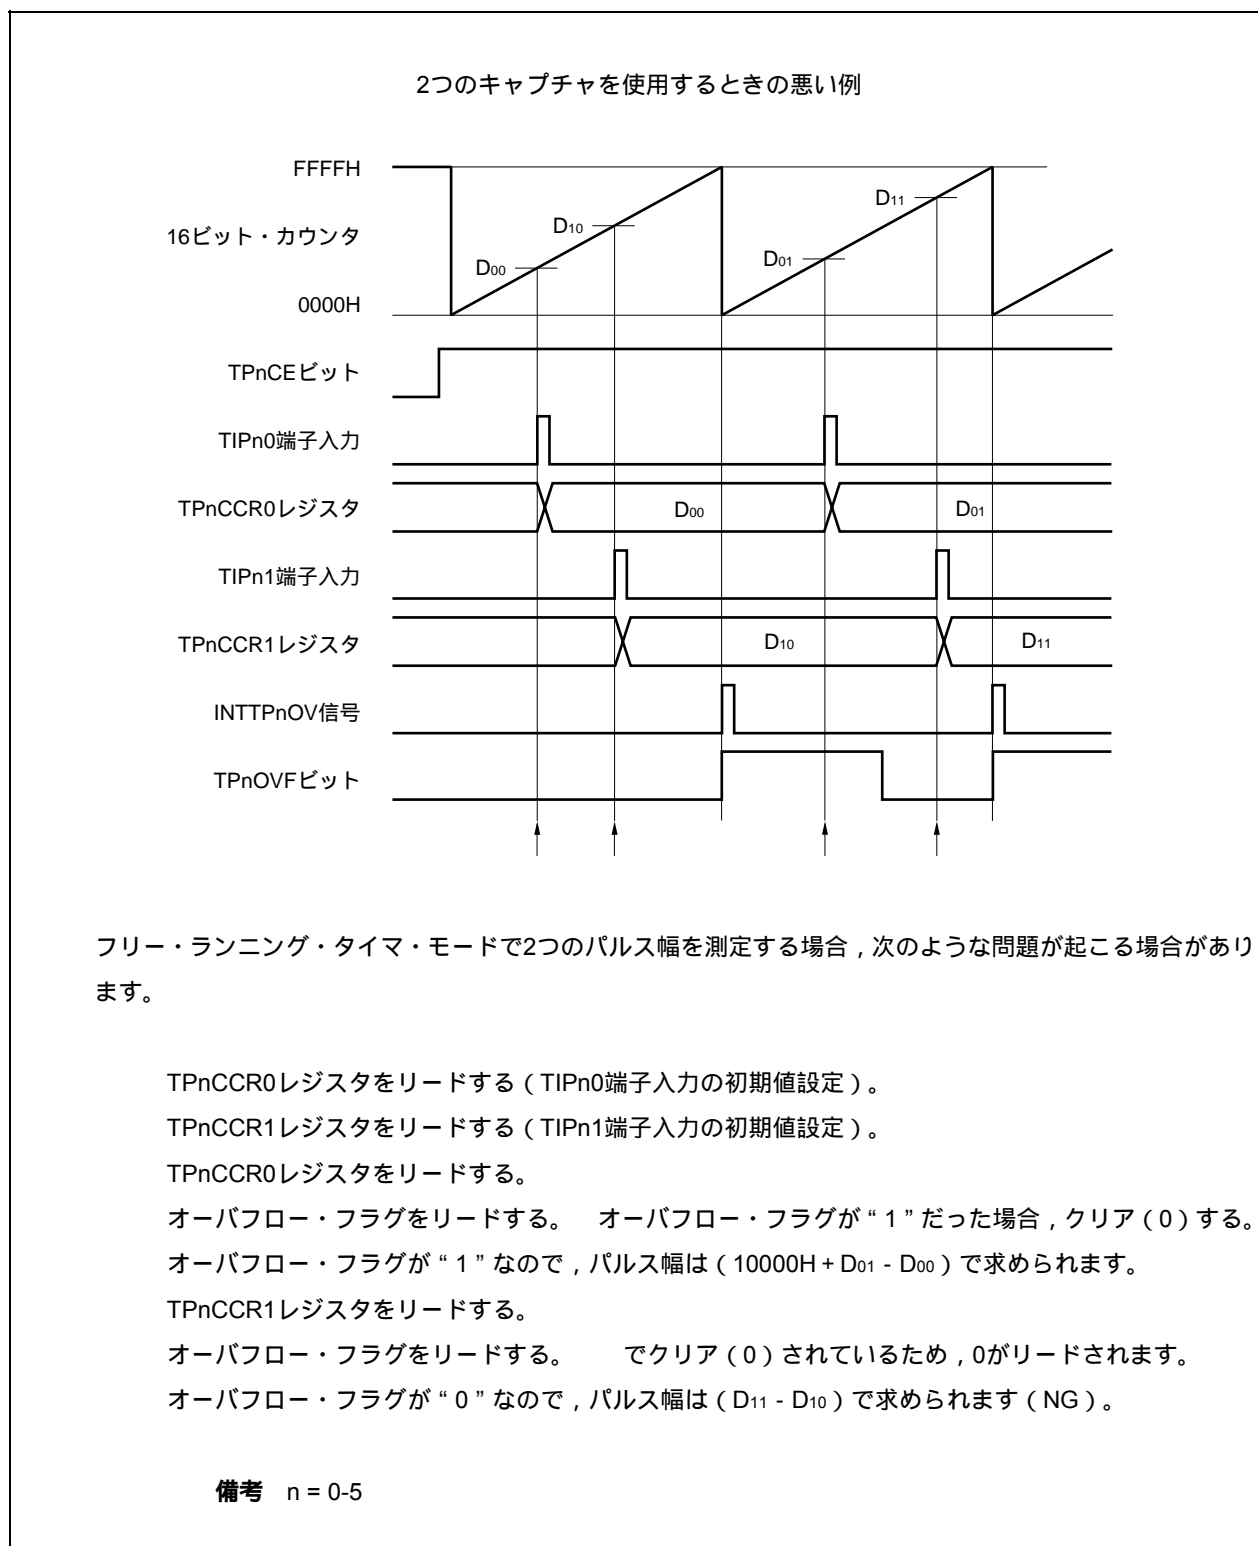 2つのキャプチャを使用するときの悪い例
FFFFH
16ビット・カウンタ
0000H
D00
D10
D01
D11
TPnCEビット
TIPn0端子入力
TPnCCR0レジスタ
D00
D01
TIPn1端子入力
TPnCCR1レジスタ
D10
D11
INTTPnOV信号
TPnOVFビット
フリー・ランニング・タイマ・モードで2つのパルス幅を測定する場合，次のような問題が起こる場合があり
ます。
TPnCCR0レジスタをリードする（TIPn0端子入力の初期値設定）。
TPnCCR1レジスタをリードする（TIPn1端子入力の初期値設定）。
TPnCCR0レジスタをリードする。
オーバフロー・フラグをリードする。　オーバフロー・フラグが“1”だった場合，クリア（0）する。
オーバフロー・フラグが“1”なので，パルス幅は（10000H + D01 - D00）で求められます。
TPnCCR1レジスタをリードする。
オーバフロー・フラグをリードする。　　でクリア（0）されているため，0がリードされます。
オーバフロー・フラグが“0”なので，パルス幅は（D11 - D10）で求められます（NG）。
備考　n = 0-5